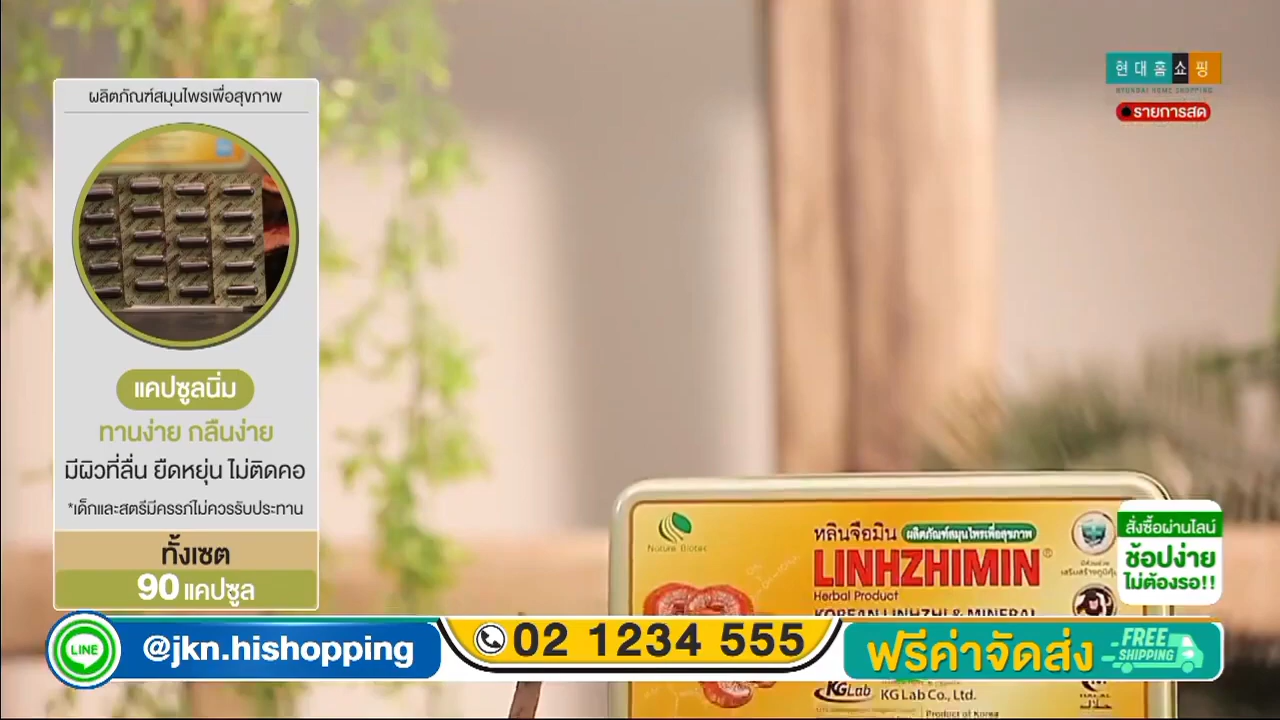 ผลิตภัณฑ์สมุนไพรเพื่อสุขภาพ
แคปซูลนิ่ม
ทานง่าย กลืนง่าย
มีผิวที่ลื่น ยืดหยุ่น ไม่ติดคอ
*เด็กและสตรีมีครรภ์ไม่ควรรับประทาน
ทั้งเซต
90 แคปซูล
현대홈쇼핑
HYUNDAI HOME SHOPPING
รายการสด
Nature Biotec
หลินจือมิน ผลิตภัณฑ์สมุนไพรเพื่อสุขภาพ
LINHZHIMIN®
Herbal Product
KOREAN LINHZHI & MINERAL
KG Lab KG Lab Co., Ltd.
Product of Korea
สั่งซื้อผ่านไลน์
ช้อปง่าย
ไม่ต้องรอ!!
LINE @jkn.hishopping
02 1234 555
ฟรีค่าจัดส่ง
FREE
SHIPPING